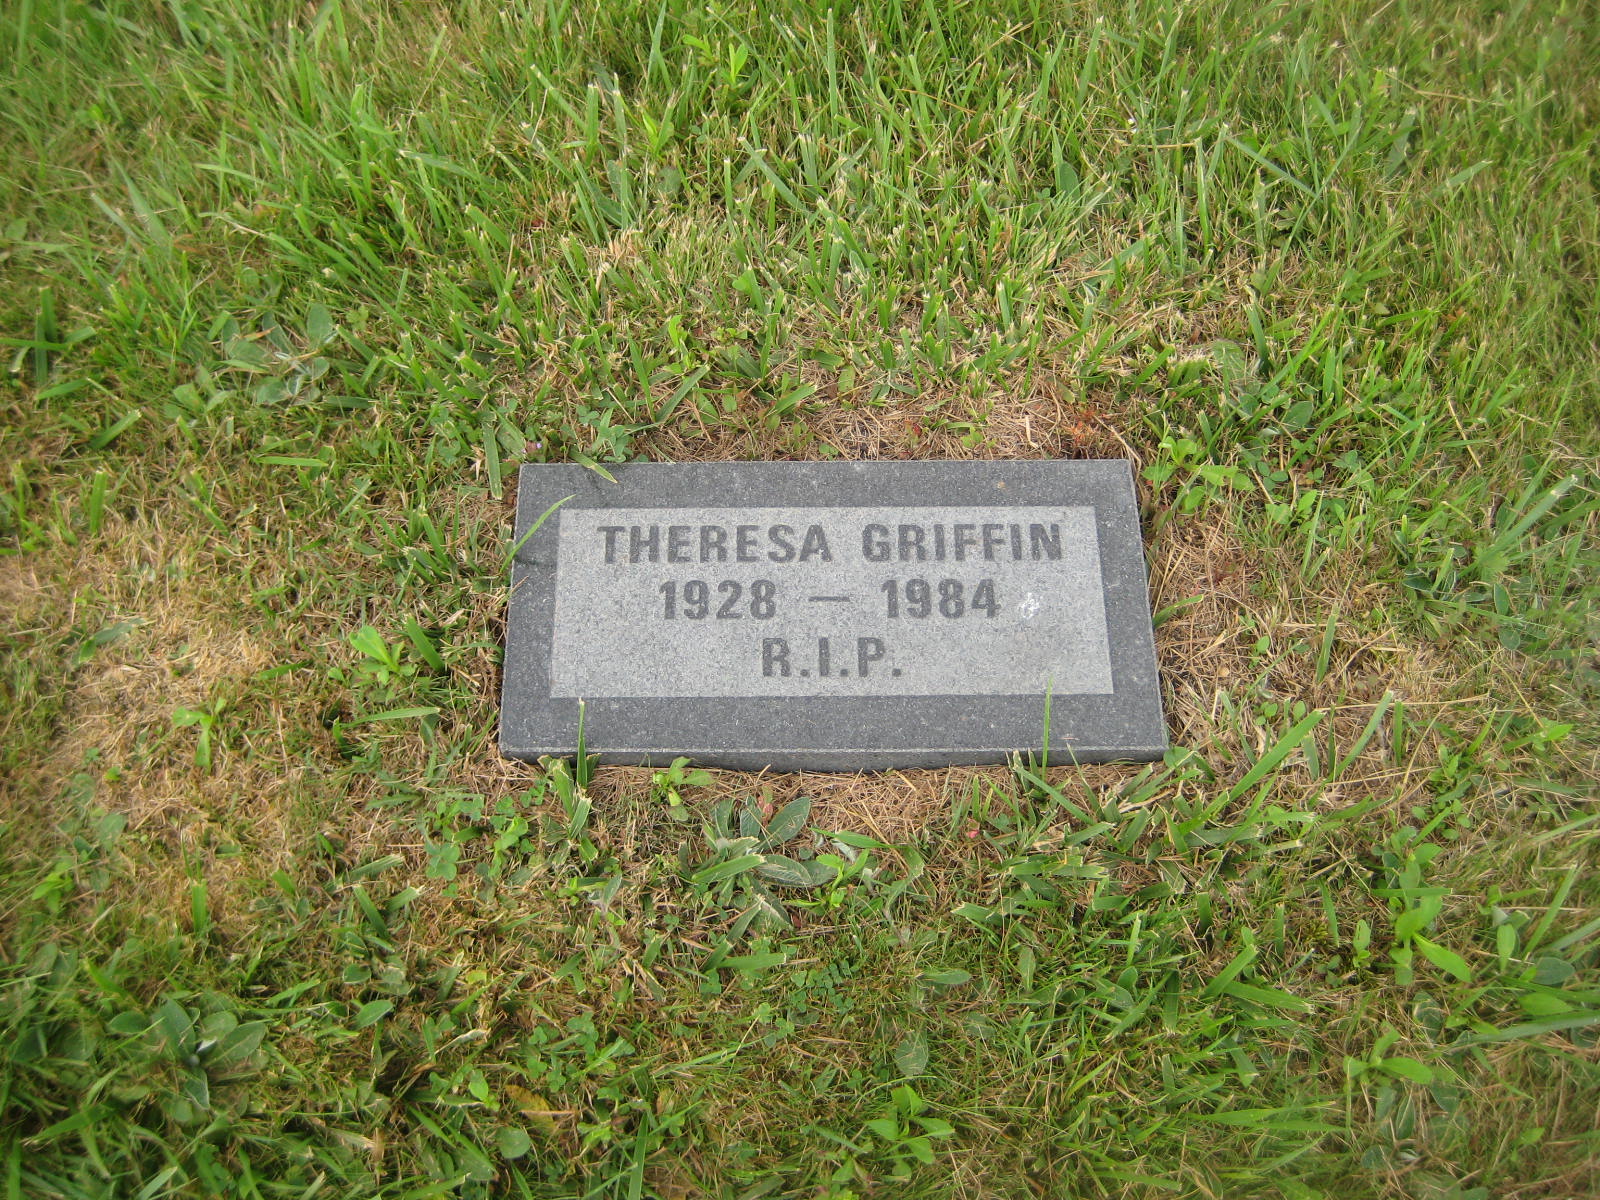 THERESA GRIFFIN
1928 — 1984
R.I.P.